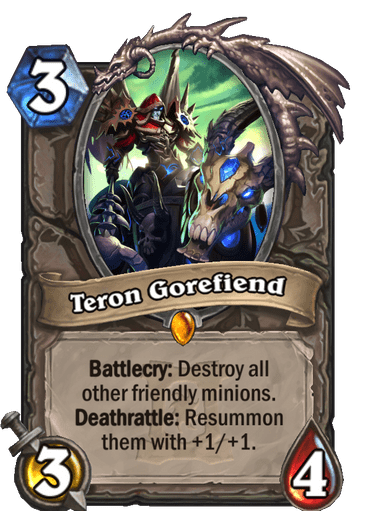 3
Teron Gorefiend
Battlecry: Destroy all
other friendly minions.
Deathrattle: Resummon
them with +1/+1.
3
4